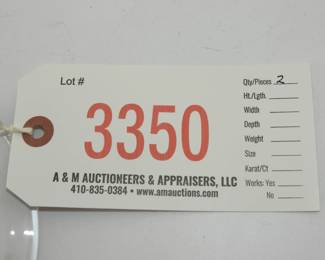 Lot #
3350
A & M AUCTIONEERS & APPRAISERS, LLC
410-835-0384 • www.amauctions.com
Qty/Pieces 2
Ht./Lgth.
Width
Depth
Weight
Size
Karat/Ct
Works: Yes
No